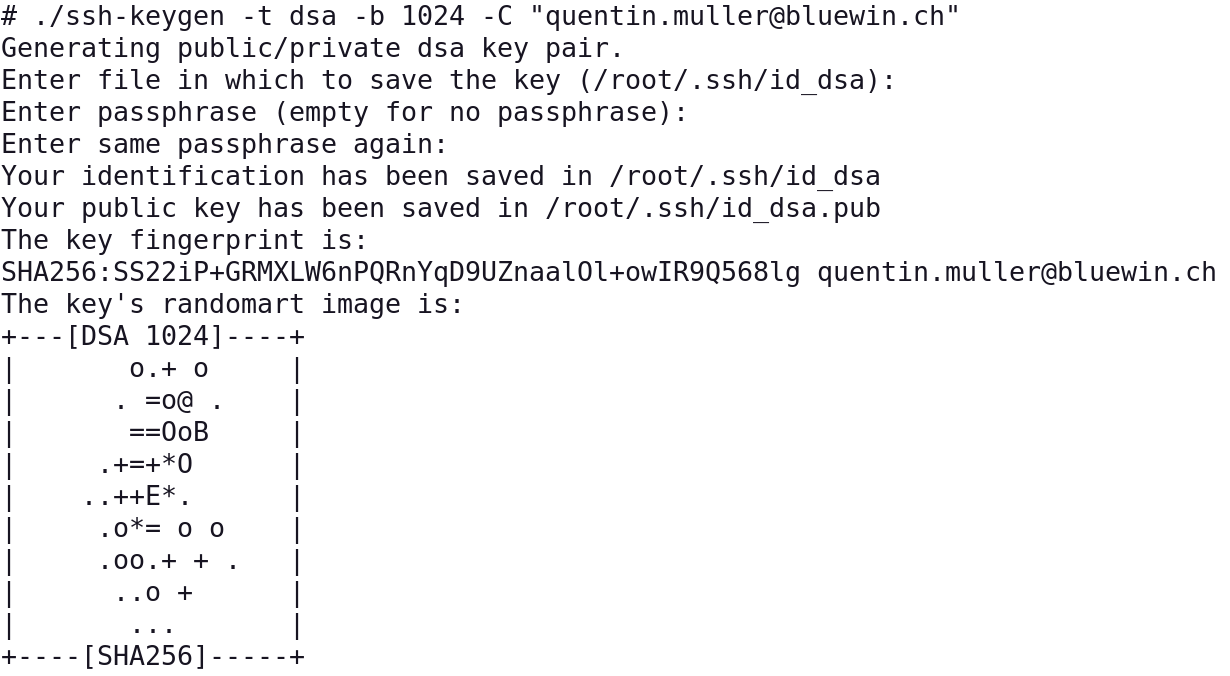 # ./ssh-keygen -t dsa -b 1024 -C "quentin.muller@bluewin.ch"
Generating public/private dsa key pair.
Enter file in which to save the key (/root/.ssh/id_dsa):
Enter passphrase (empty for no passphrase):
Enter same passphrase again:
Your identification has been saved in /root/.ssh/id_dsa
Your public key has been saved in /root/.ssh/id_dsa.pub
The key fingerprint is:
SHA256:SS22iP+GRMXLW6nPQRnYqD9UZnaalOl+owIR9Q568lg quentin.muller@bluewin.ch
The key's randomart image is:
+---[DSA 1024]----+
|       o.+ o     |
|      . =o@ .    |
|       ==OoB     |
|     .+=+*O      |
|    ..++E*.      |
|     .o*= o o    |
|     .oo.+ + .   |
|      ..o +      |
|       ...       |
+----[SHA256]-----+